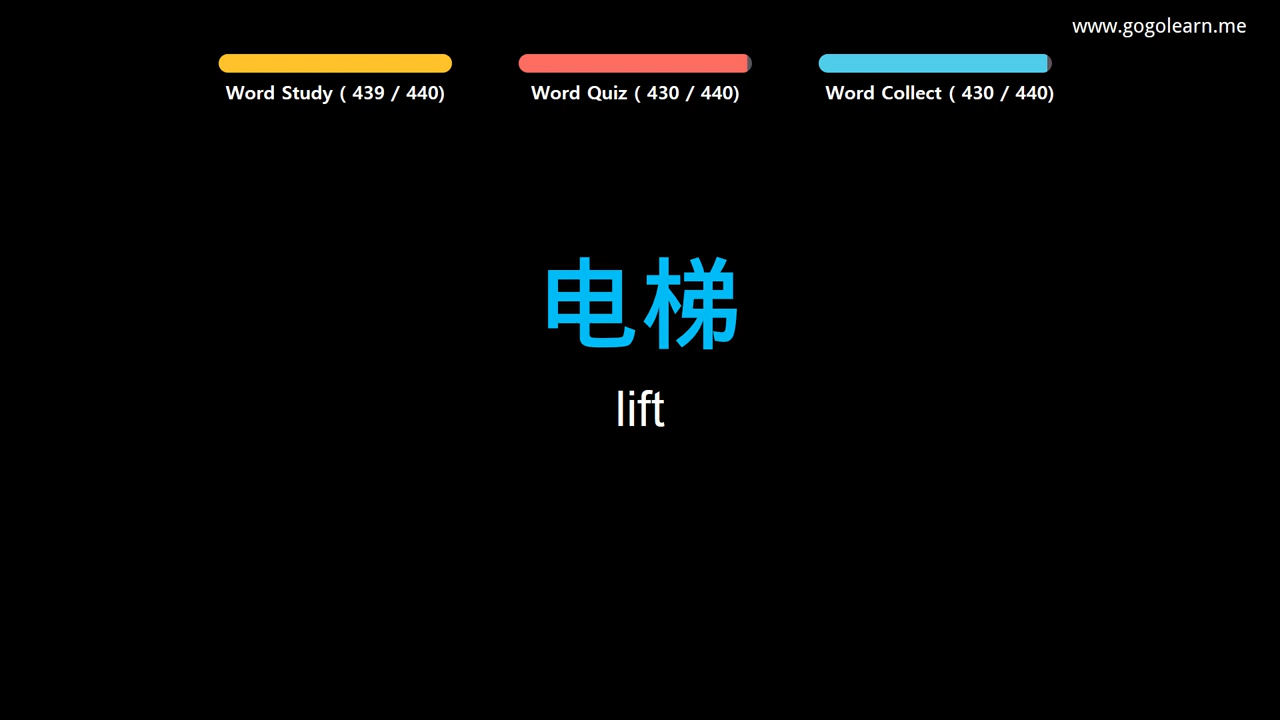 www.gogolearn.me
Word Study ( 439 / 440)
Word Quiz ( 430 / 440)
Word Collect ( 430 / 440)
电梯
lift